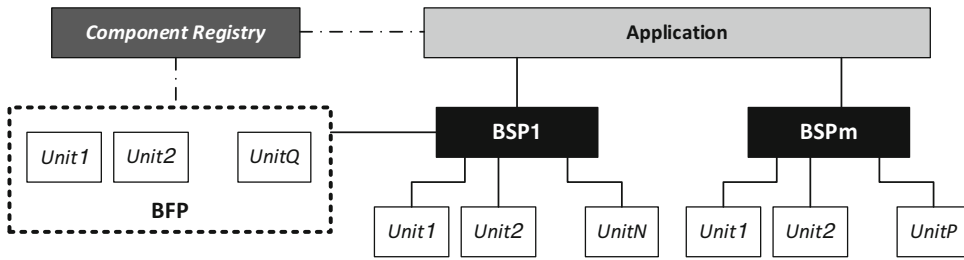 Component Registry
Application
BSP1
BSPm
Unit1
Unit2
UnitQ
BFP
Unit1
Unit2
UnitN
Unit1
Unit2
UnitP